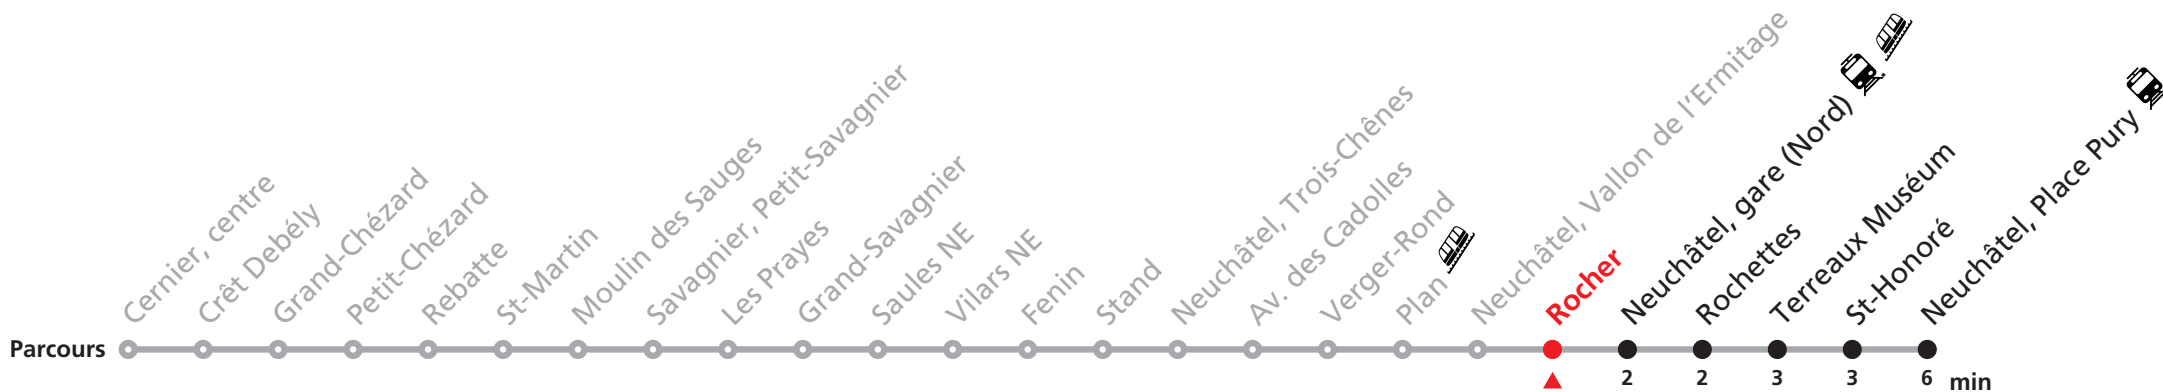 Cernier, centre
Crêt Debély
Grand-Chézard
Petit-Chézard
Rebatte
St-Martin
Moulin des Sauges
Savagnier, Petit-Savagnier
Les Prayes
Grand-Savagnier
Saules NE
Vilars NE
Fenin
Stand
Neuchâtel, Trois-Chênes
Av. des Cadolles
Verger-Rond
Plan
Neuchâtel, Vallon de l'Ermitage
Rocher
Neuchâtel, gare (Nord)
Rochettes
Terreaux Muséum
St-Honoré
Neuchâtel, Place Pury
Parcours
2 2 3 3 6 min